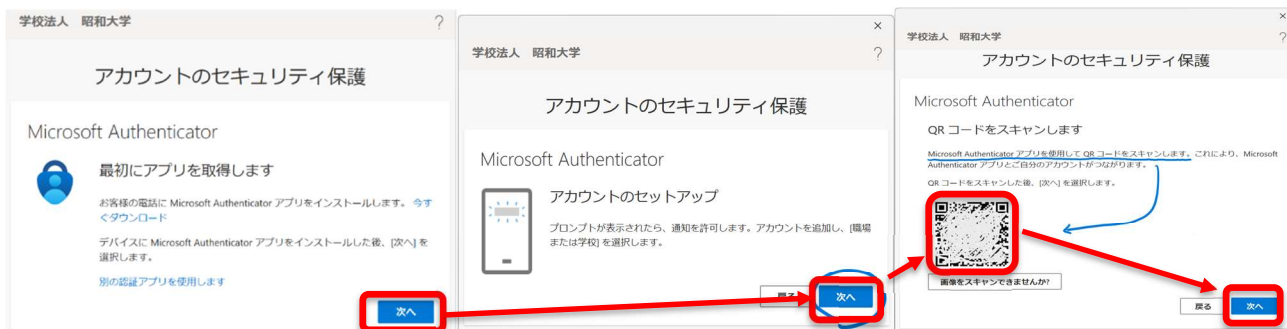 学校法人 昭和大学
?
アカウントのセキュリティ保護
Microsoft Authenticator
最初にアプリを取得します
お客様の電話に Microsoft Authenticator アプリをインストールします。 今す
ぐダウンロード
デバイスに Microsoft Authenticator アプリをインストールした後、[次へ] を
選択します。
別の認証アプリを使用します
次へ
×
学校法人 昭和大学
?
アカウントのセキュリティ保護
Microsoft Authenticator
アカウントのセットアップ
プロンプトが表示されたら、通知を許可します。アカウントを追加し、[職場
または学校] を選択します。
戻る
次へ
×
学校法人 昭和大学
?
アカウントのセキュリティ保護
Microsoft Authenticator
QR コードをスキャンします
Microsoft Authenticator アプリを使用して QR コードをスキャンします。これにより、Microsoft
Authenticator アプリとご自分のアカウントがつながります。
QR コードをスキャンした後、[次へ] を選択します。
画像をスキャンできませんか?
戻る
次へ